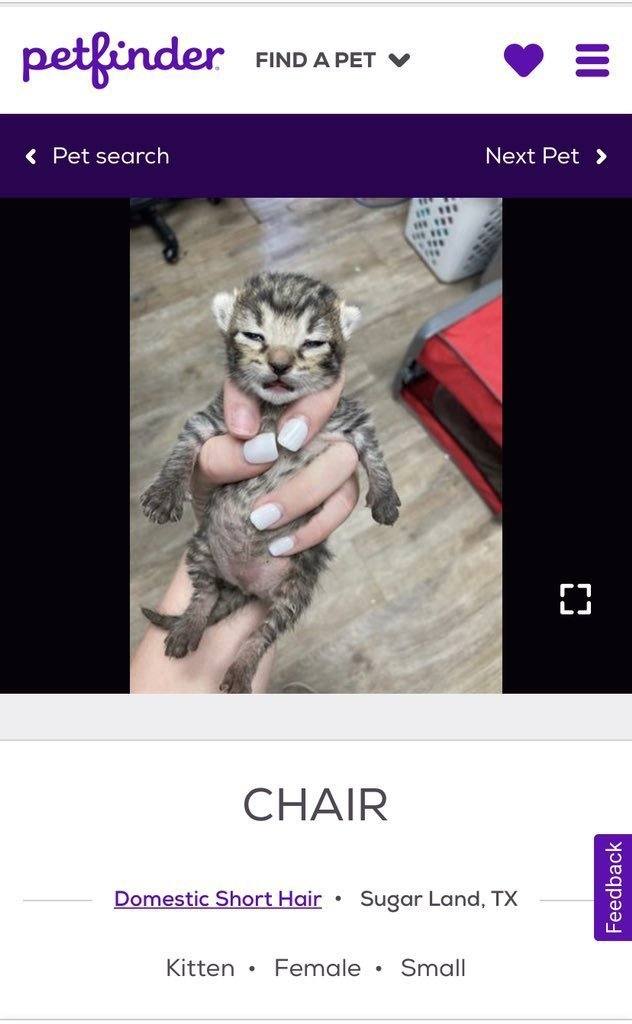 petfinder FIND A PET
Pet search Next Pet
CHAIR
Domestic Short Hair • Sugar Land, TX
Kitten • Female • Small
Feedback